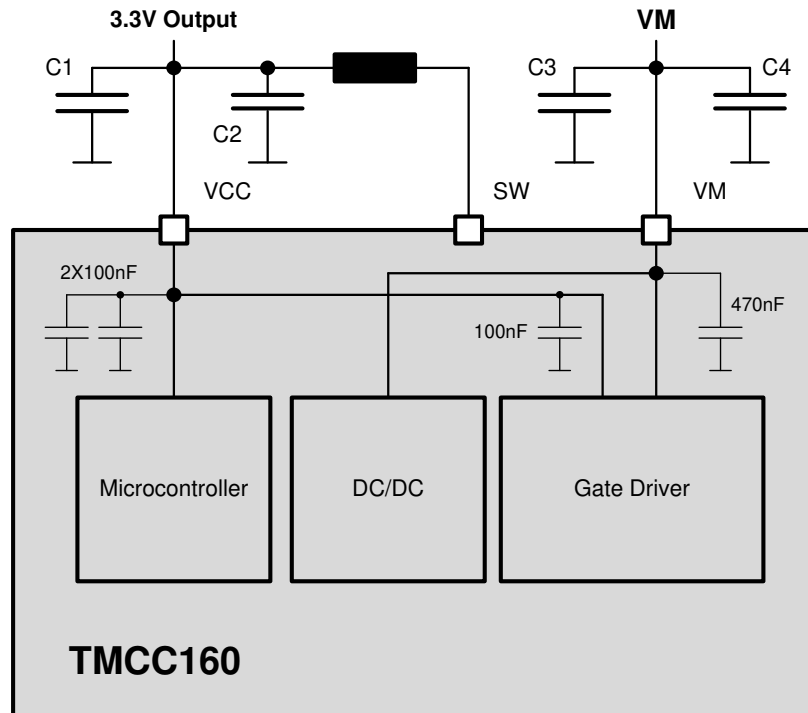 3.3V Output
VM
C1
C3
C4
C2
VCC
SW
VM
2X100nF
470nF
100nF
Microcontroller
DC/DC
Gate Driver
TMCC160